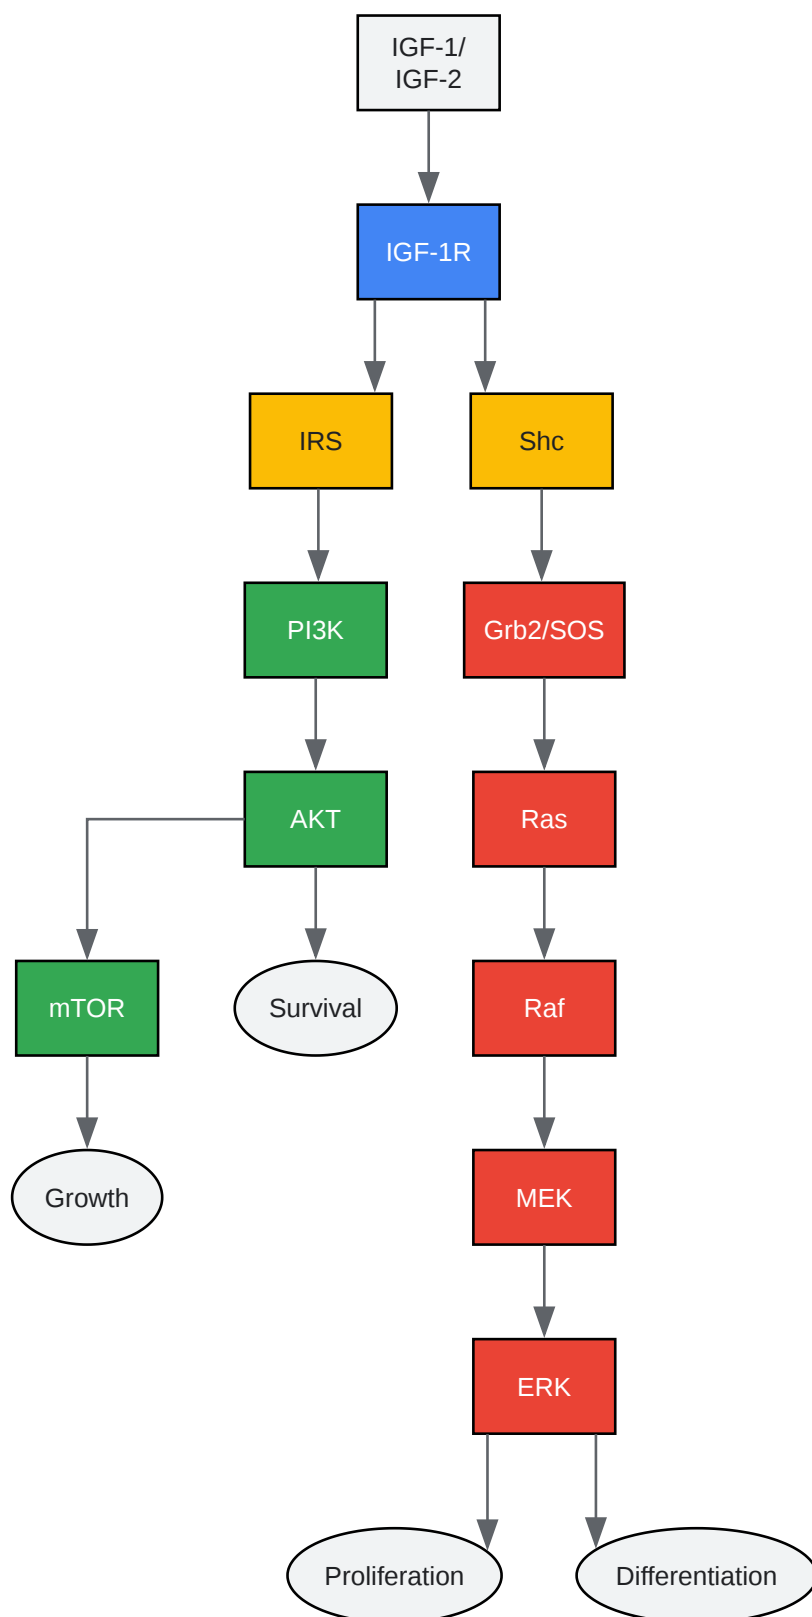 IGF-1/
IGF-2
IGF-1R
IRS
Shc
PI3K
Grb2/SOS
AKT
Ras
mTOR
Survival
Raf
Growth
MEK
ERK
Proliferation
Differentiation